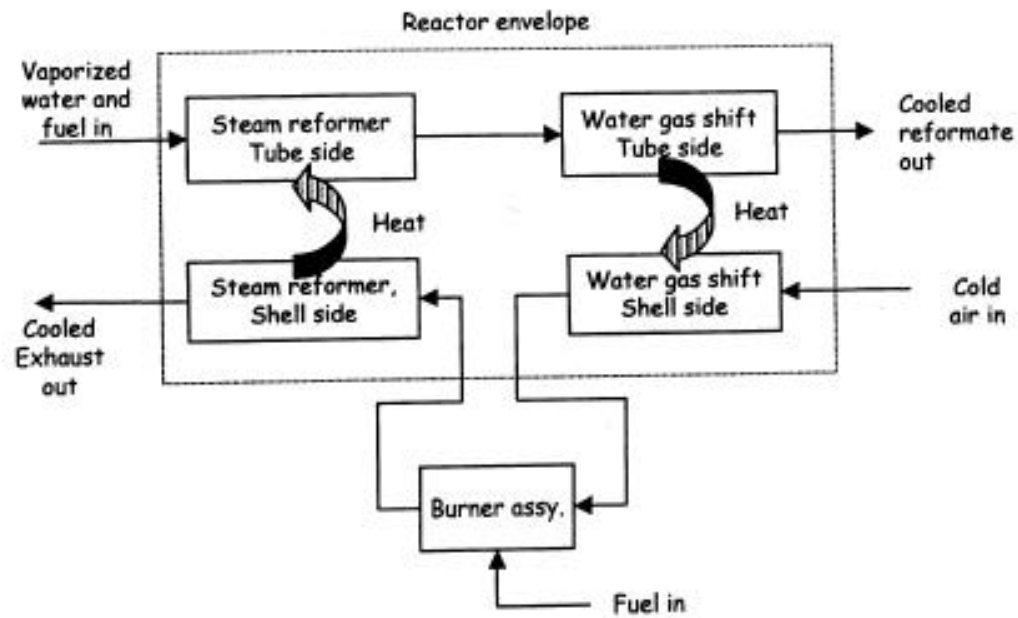 Reactor envelope
Vaporized
water and
fuel in
Steam reformer
Tube side
Water gas shift
Tube side
Cooled
reformate
out
Heat
Heat
Steam reformer,
Shell side
Water gas shift
Shell side
Cold
air in
Cooled
Exhaust
out
Burner assy.
Fuel in